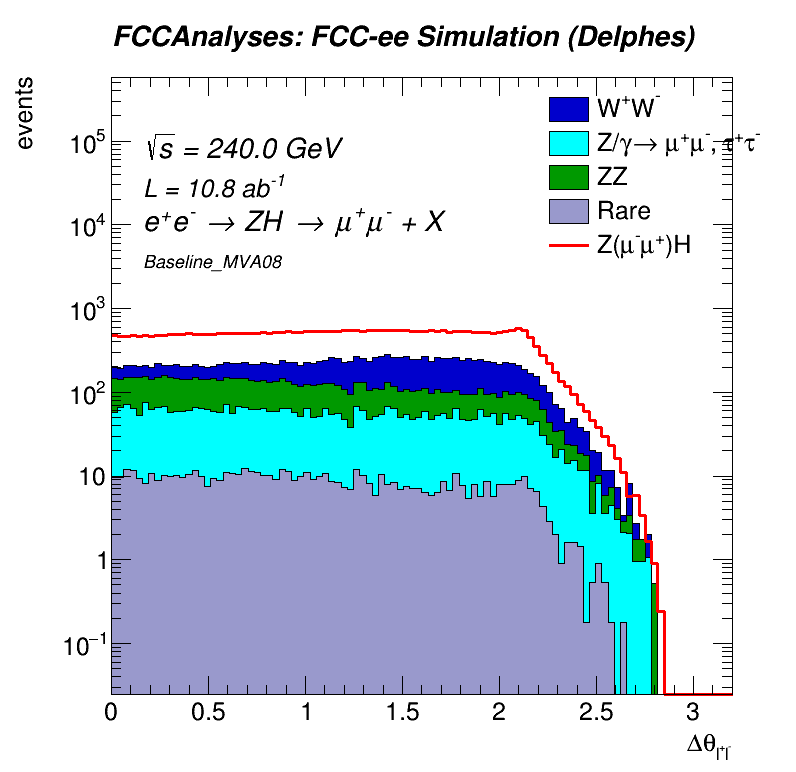 FCCAnalyses: FCC-ee Simulation (Delphes)
events
10⁵
10⁴
10³
10²
10
1
10⁻¹
√s = 240.0 GeV
L = 10.8 ab⁻¹
e⁺e⁻ → ZH → μ⁺μ⁻ + X
Baseline_MVA08
W⁺W⁻
Z/γ→ μ⁺μ⁻, τ⁺τ⁻
ZZ
Rare
Z(μ⁻μ⁺)H
0 0.5 1 1.5 2 2.5 3
Δθ_l⁺l⁻